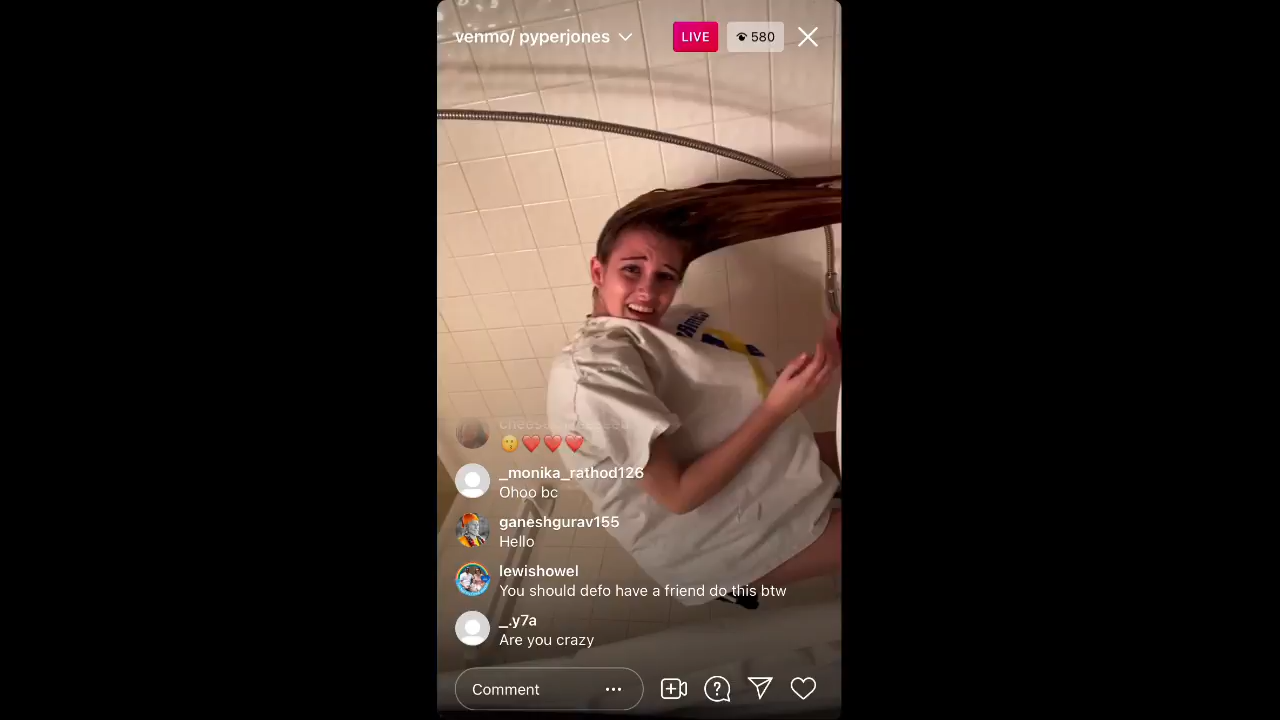 venmo/ pyperjones
LIVE
580
_monika_rathod126
Ohoo bc
ganeshgurav155
Hello
lewishowel
You should defo have a friend do this btw
_.y7a
Are you crazy
Comment